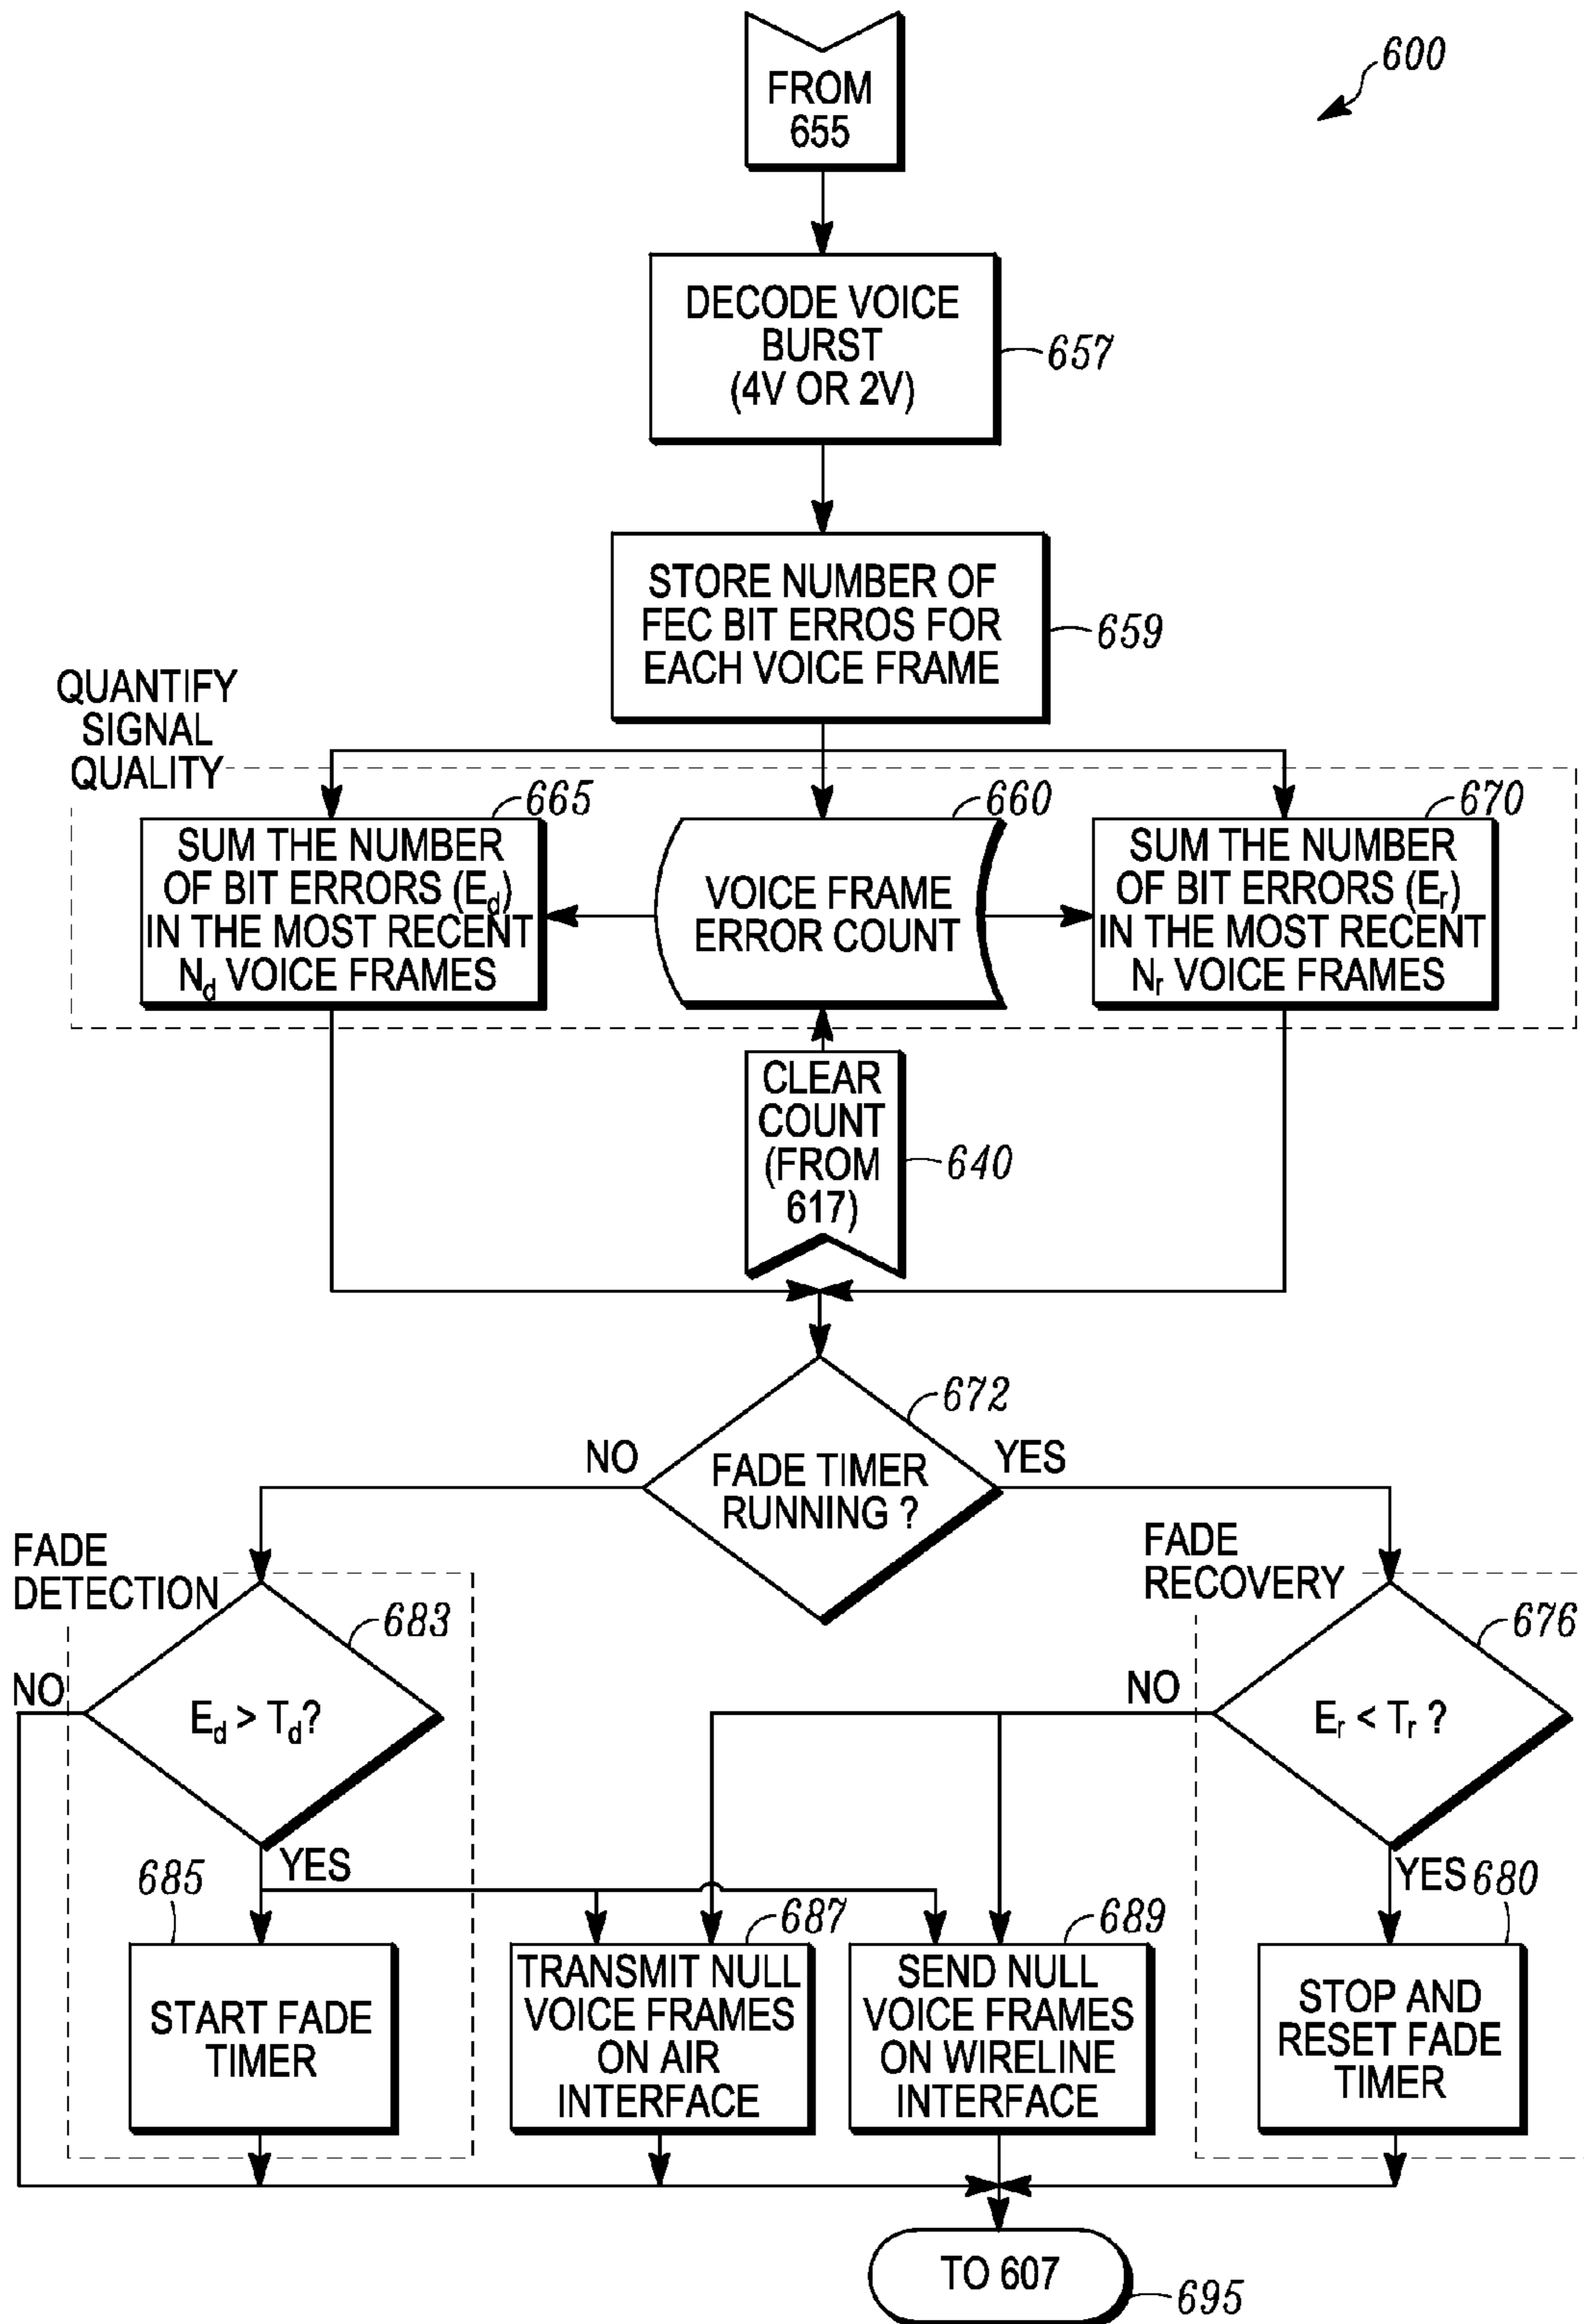 600
FROM
655
DECODE VOICE
BURST
(4V OR 2V)
657
STORE NUMBER OF
FEC BIT ERROS FOR
EACH VOICE FRAME
659
QUANTIFY
SIGNAL
QUALITY
665
SUM THE NUMBER
OF BIT ERRORS (Ed)
IN THE MOST RECENT
Nd VOICE FRAMES
660
VOICE FRAME
ERROR COUNT
670
SUM THE NUMBER
OF BIT ERRORS (Er)
IN THE MOST RECENT
Nr VOICE FRAMES
CLEAR
COUNT
(FROM
617)
640
672
FADE TIMER
RUNNING ?
NO
YES
FADE
DETECTION
683
NO
Ed > Td?
YES
FADE
RECOVERY
676
NO
Er < Tr ?
YES
685
START FADE
TIMER
687
TRANSMIT NULL
VOICE FRAMES
ON AIR
INTERFACE
689
SEND NULL
VOICE FRAMES
ON WIRELINE
INTERFACE
680
STOP AND
RESET FADE
TIMER
TO 607
695